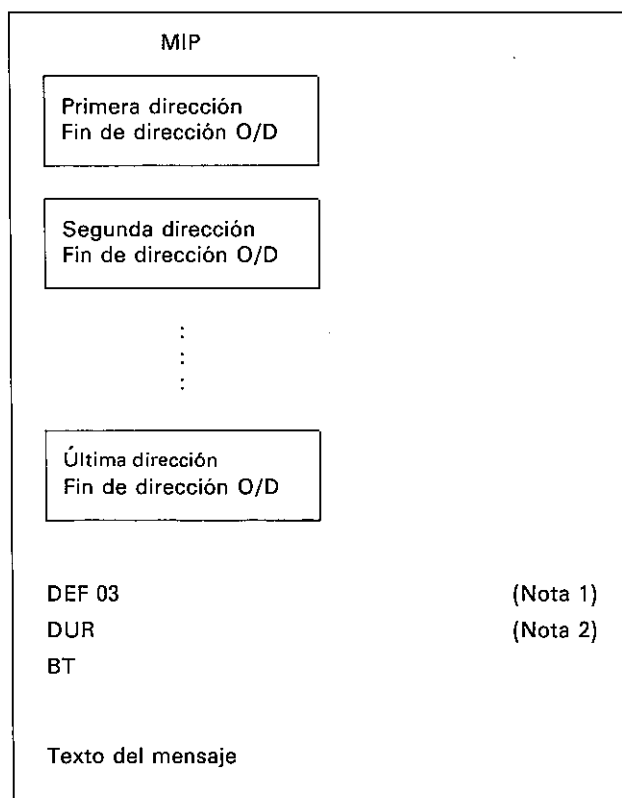 MIP
Primera dirección
Fin de dirección O/D
Segunda dirección
Fin de dirección O/D
:
:
:
Última dirección
Fin de dirección O/D
DEF 03 (Nota 1)
DUR (Nota 2)
BT
Texto del mensaje